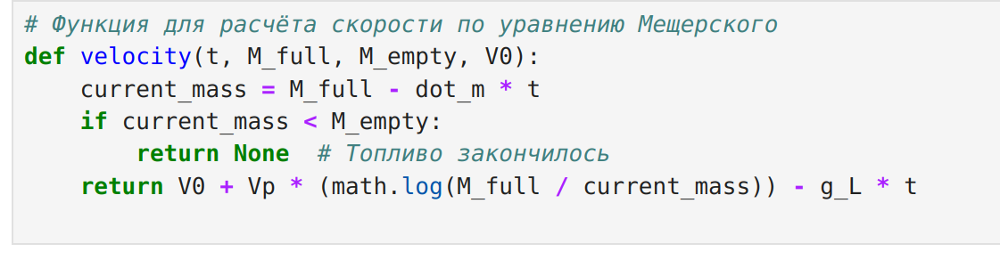 # Функция для расчёта скорости по уравнению Мещерского
def velocity(t, M_full, M_empty, V0):
    current_mass = M_full - dot_m * t
    if current_mass < M_empty:
        return None  # Топливо закончилось
    return V0 + Vp * (math.log(M_full / current_mass)) - g_L * t